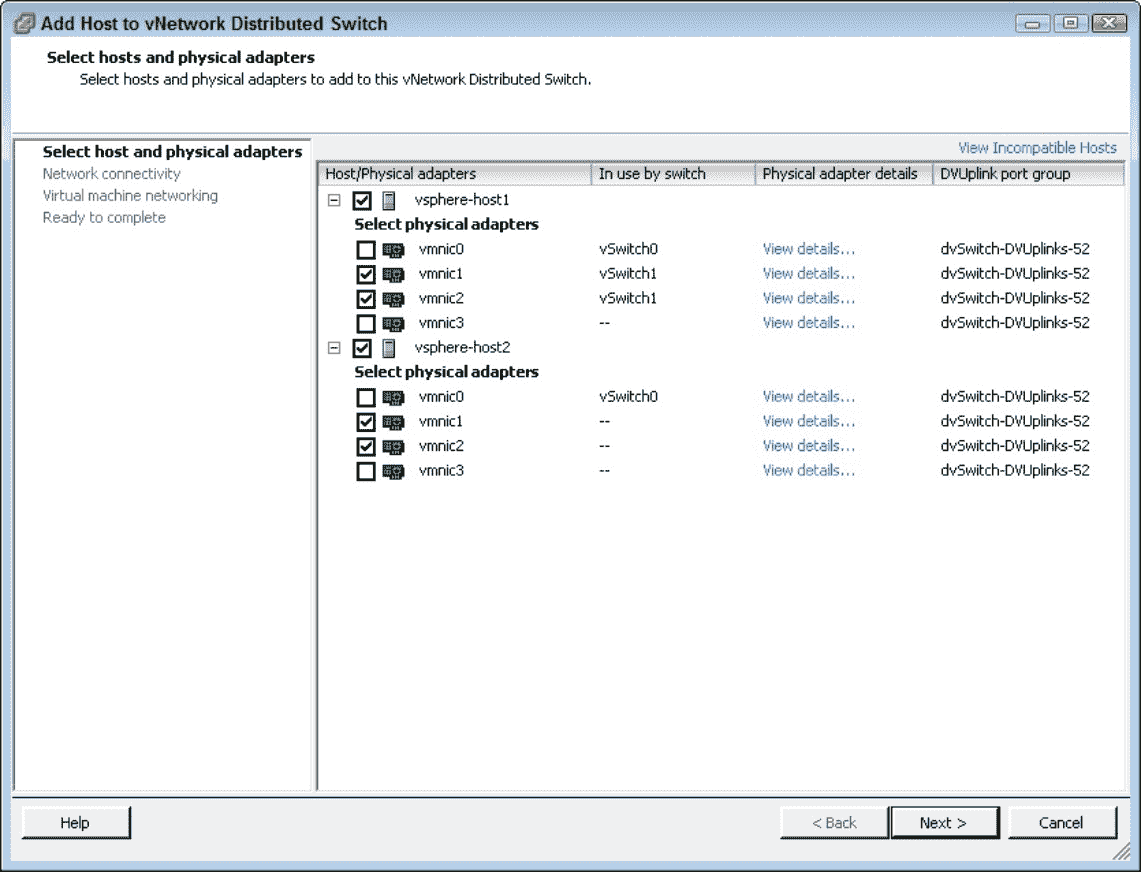 Add Host to vNetwork Distributed Switch
Select hosts and physical adapters
Select hosts and physical adapters to add to this vNetwork Distributed Switch.
Select host and physical adapters
Network connectivity
Virtual machine networking
Ready to complete
View Incompatible Hosts
Host/Physical adapters In use by switch Physical adapter details DVUplink port group
vsphere-host1
Select physical adapters
vmnic0 vSwitch0 View details... dvSwitch-DVUplinks-52
vmnic1 vSwitch1 View details... dvSwitch-DVUplinks-52
vmnic2 vSwitch1 View details... dvSwitch-DVUplinks-52
vmnic3 -- View details... dvSwitch-DVUplinks-52
vsphere-host2
Select physical adapters
vmnic0 vSwitch0 View details... dvSwitch-DVUplinks-52
vmnic1 -- View details... dvSwitch-DVUplinks-52
vmnic2 -- View details... dvSwitch-DVUplinks-52
vmnic3 -- View details... dvSwitch-DVUplinks-52
Help < Back Next > Cancel